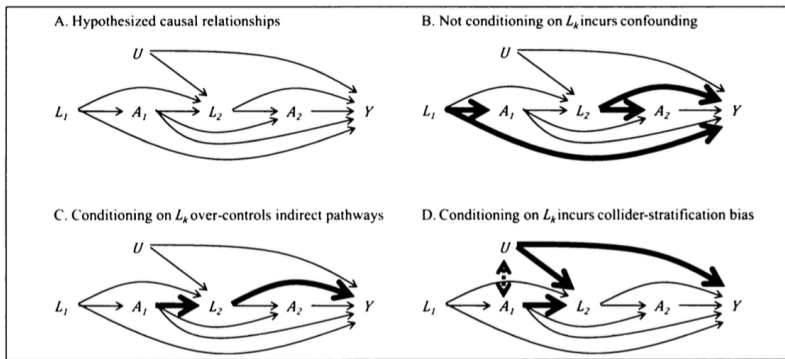 A. Hypothesized causal relationships
U
L1 A1 L2 A2 Y
B. Not conditioning on Lk incurs confounding
U
L1 A1 L2 A2 Y
C. Conditioning on Lk over-controls indirect pathways
U
L1 A1 L2 A2 Y
D. Conditioning on Lk incurs collider-stratification bias
U
L1 A1 L2 A2 Y